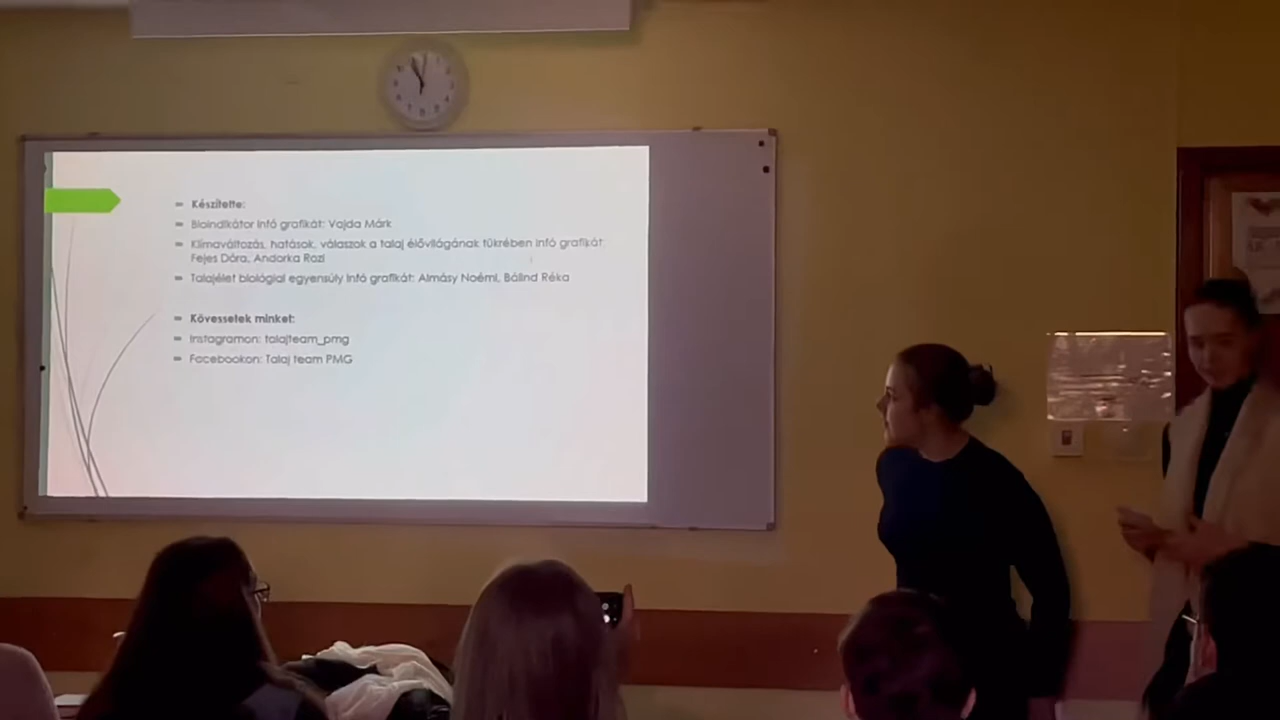 Készítette:
Bioindikátor infó grafikát: Vajda Márk
Klímaváltozás, hatások, válaszok a talaj élővilágának tükrében infó grafikát:
Fejes Dóra, Andorka Rozi
Talajélet biológiai egyensúly infó grafikát: Almásy Noémi, Bálind Réka
Kövessetek minket:
Instagramon: talajteam_pmg
Facebookon: Talaj team PMG